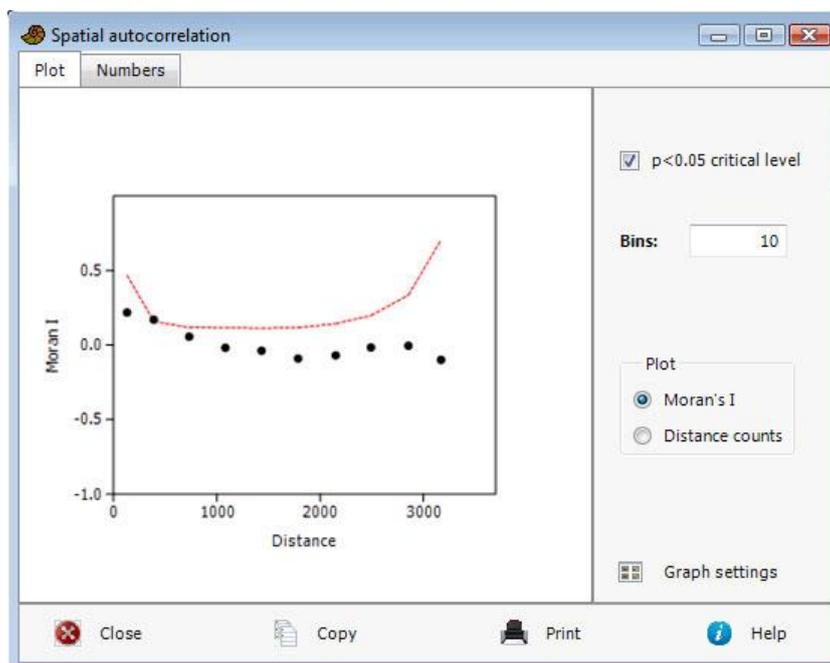 Spatial autocorrelation
Plot
Numbers
0.5
0.0
-0.5
-1.0
Moran I
0
1000
2000
3000
Distance
p<0.05 critical level
Bins:
10
Plot
Moran's I
Distance counts
Graph settings
Close
Copy
Print
Help